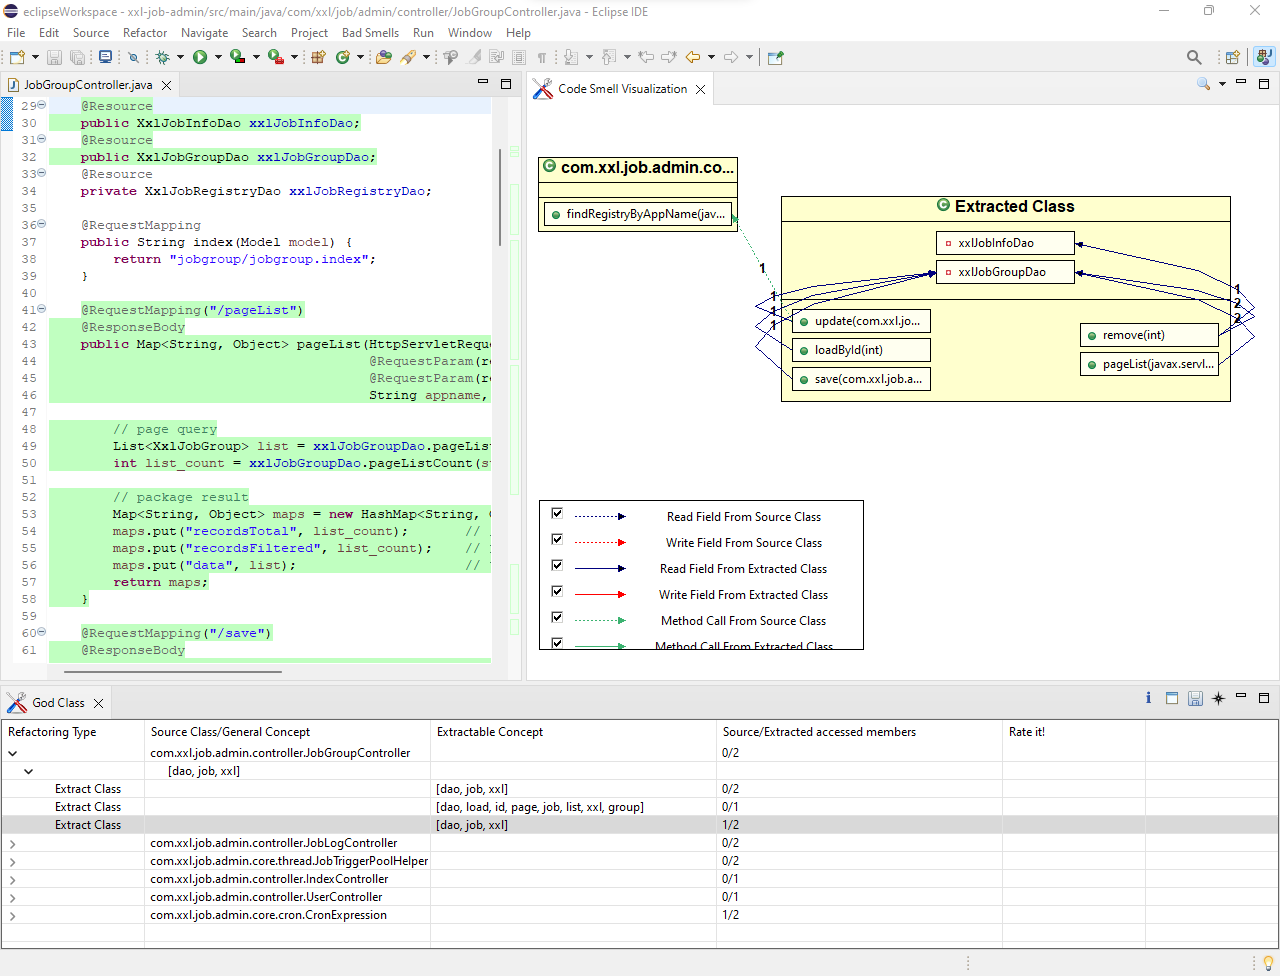 eclipseWorkspace - xxl-job-admin/src/main/java/com/xxl/job/admin/controller/JobGroupController.java - Eclipse IDE
File Edit Source Refactor Navigate Search Project Bad Smells Run Window Help
JobGroupController.java
29 @Resource
30 public XxlJobInfoDao xxlJobInfoDao;
31 @Resource
32 public XxlJobGroupDao xxlJobGroupDao;
33 @Resource
34 private XxlJobRegistryDao xxlJobRegistryDao;
35
36 @RequestMapping
37 public String index(Model model) {
38 return "jobgroup/jobgroup.index";
39 }
40
41 @RequestMapping("/pageList")
42 @ResponseBody
43 public Map<String, Object> pageList(HttpServletReque
44 @RequestParam(re
45 @RequestParam(re
46 String appname,
47
48 // page query
49 List<XxlJobGroup> list = xxlJobGroupDao.pageLis
50 int list_count = xxlJobGroupDao.pageListCount(s
51
52 // package result
53 Map<String, Object> maps = new HashMap<String,
54 maps.put("recordsTotal", list_count); //
55 maps.put("recordsFiltered", list_count); //
56 maps.put("data", list); //
57 return maps;
58 }
59
60 @RequestMapping("/save")
61 @ResponseBody
Code Smell Visualization
com.xxl.job.admin.co...
findRegistryByAppName(jav...
1
Extracted Class
xxlJobInfoDao
xxlJobGroupDao
1
1
1
1
2
2
update(com.xxl.jo...
loadById(int)
save(com.xxl.job.a...
remove(int)
pageList(javax.servl...
Read Field From Source Class
Write Field From Source Class
Read Field From Extracted Class
Write Field From Extracted Class
Method Call From Source Class
Method Call From Extracted Class
God Class
Refactoring Type Source Class/General Concept Extractable Concept Source/Extracted accessed members Rate it!
com.xxl.job.admin.controller.JobGroupController 0/2
[dao, job, xxl]
Extract Class [dao, job, xxl] 0/2
Extract Class [dao, load, id, page, job, list, xxl, group] 0/1
Extract Class [dao, job, xxl] 1/2
com.xxl.job.admin.controller.JobLogController 0/2
com.xxl.job.admin.core.thread.JobTriggerPoolHelper 0/2
com.xxl.job.admin.controller.IndexController 0/1
com.xxl.job.admin.controller.UserController 0/1
com.xxl.job.admin.core.cron.CronExpression 1/2